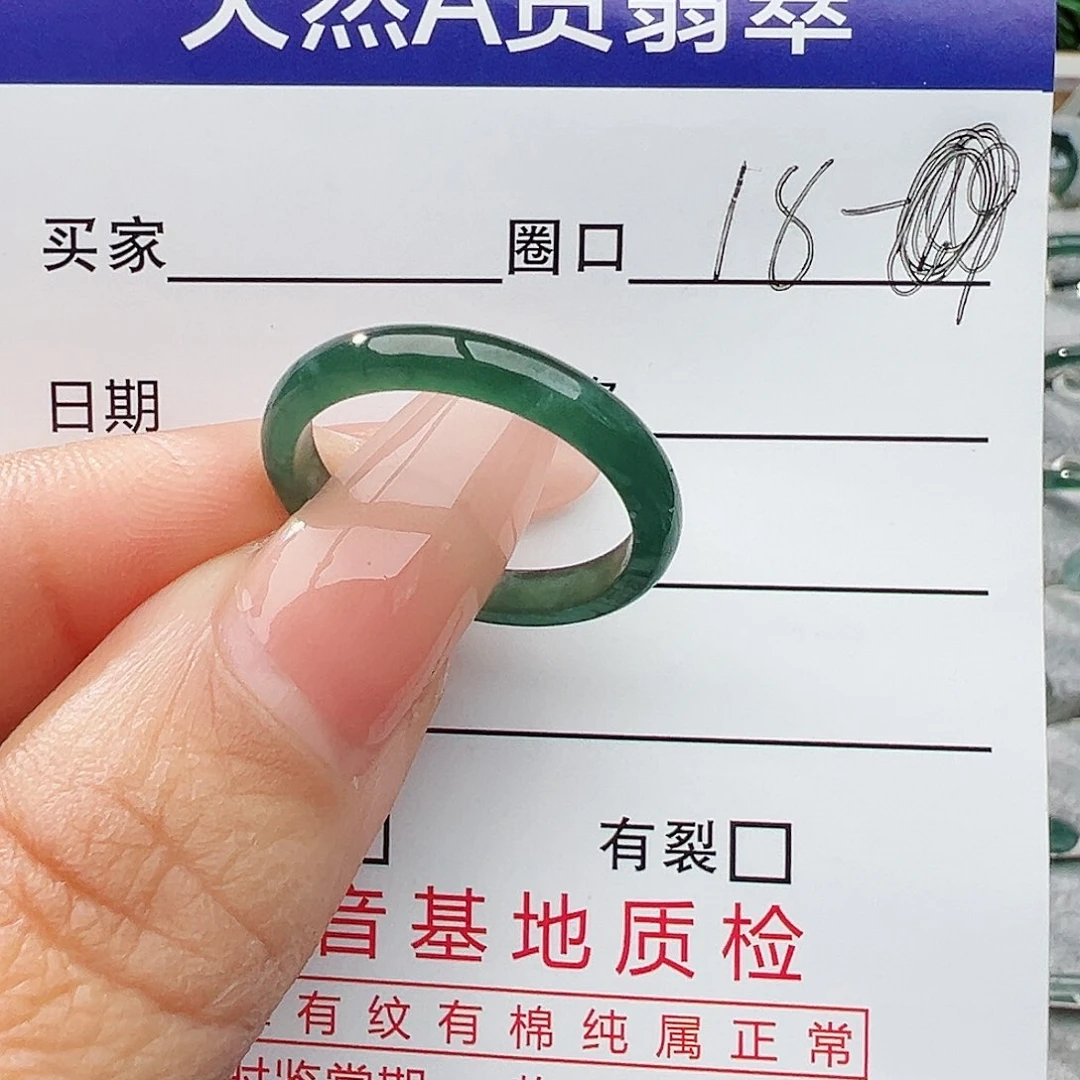 天然A货翡翠
买家 圈口 18-
日期
有裂
音基地质检
有纹有棉纯属正常